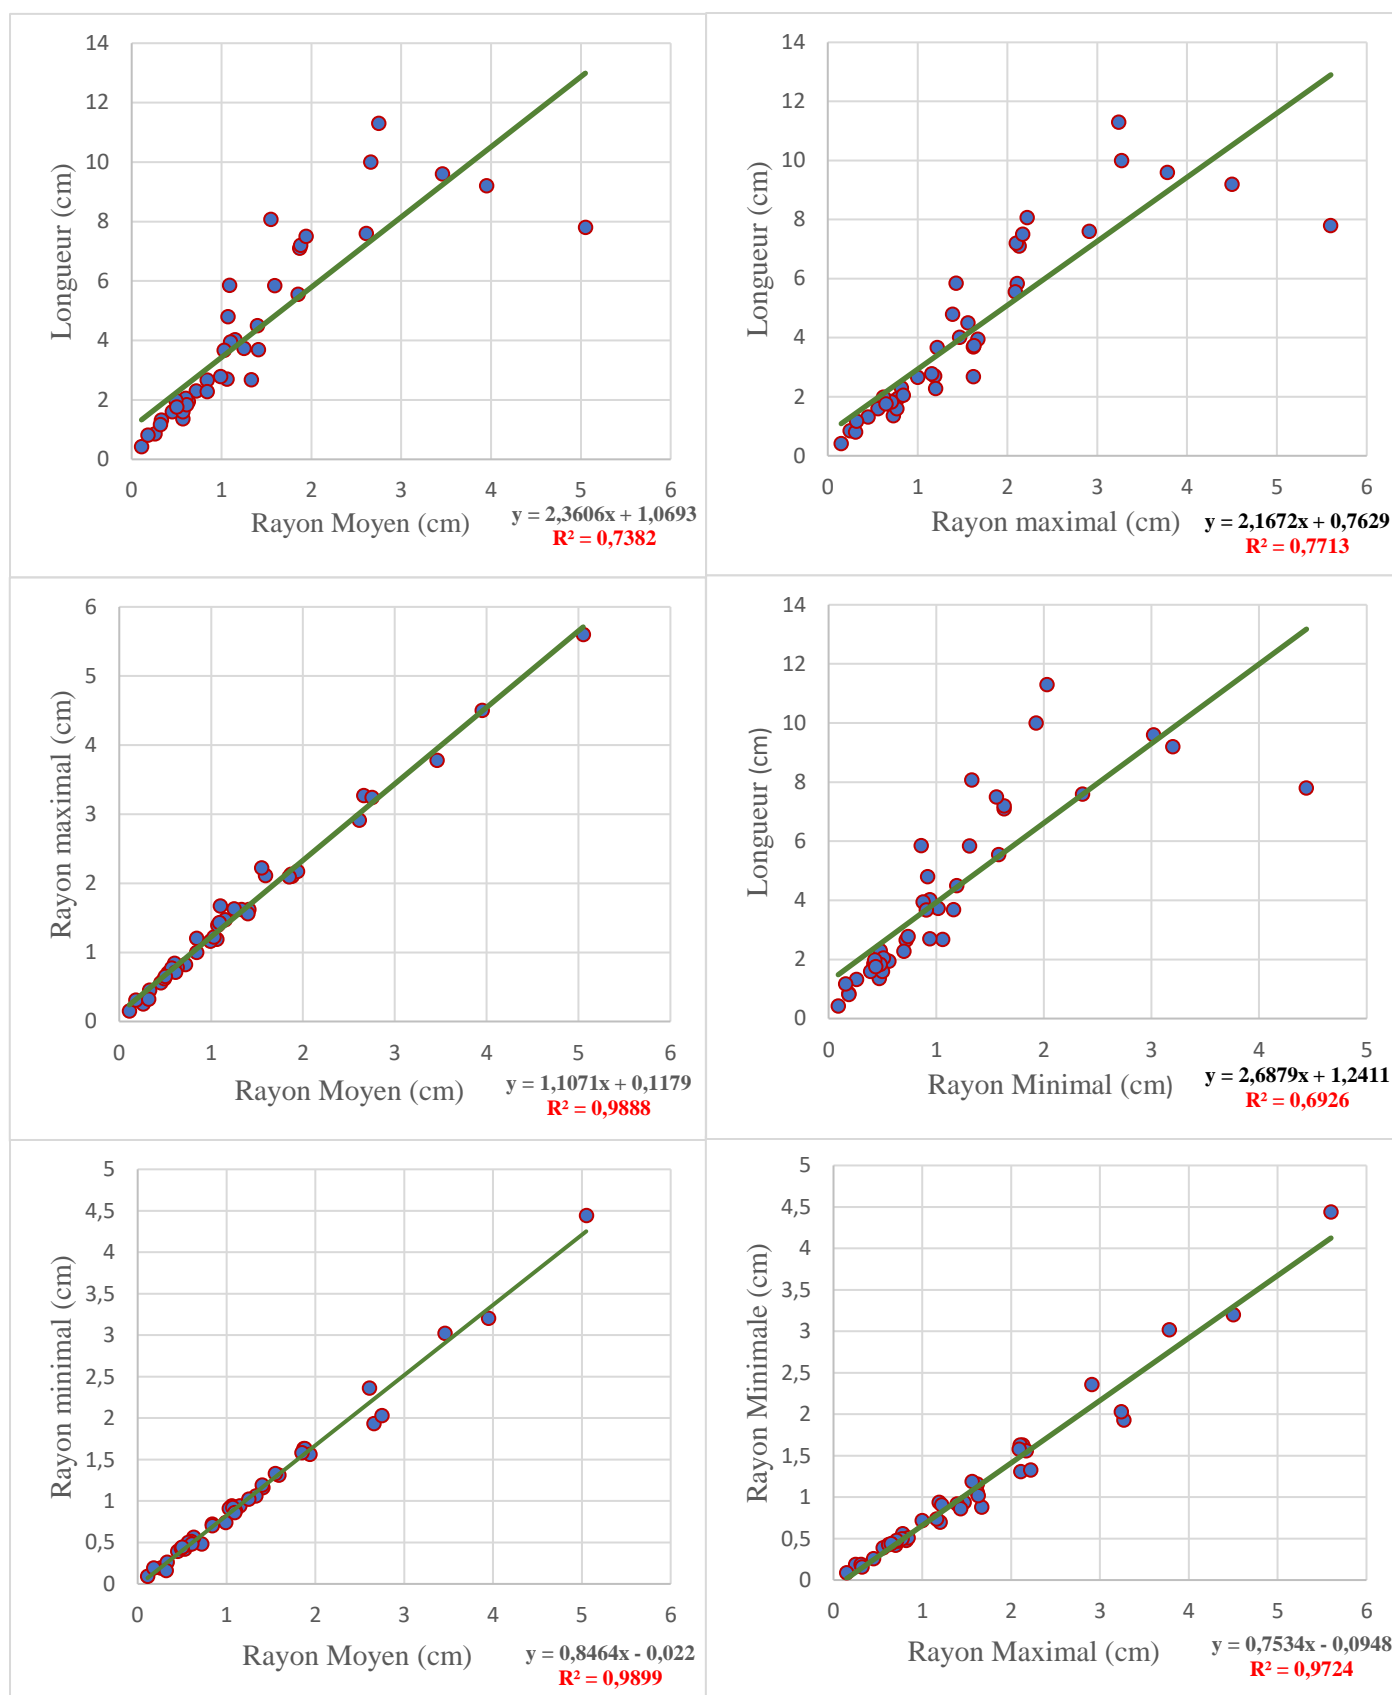 14
12
10
8
6
4
2
0
0 1 2 3 4 5 6
Longueur (cm)
Rayon Moyen (cm)
y = 2,3606x + 1,0693
R² = 0,7382
14
12
10
8
6
4
2
0
0 1 2 3 4 5 6
Longueur (cm)
Rayon maximal (cm)
y = 2,1672x + 0,7629
R² = 0,7713
6
5
4
3
2
1
0
0 1 2 3 4 5 6
Rayon maximal (cm)
Rayon Moyen (cm)
y = 1,1071x + 0,1179
R² = 0,9888
14
12
10
8
6
4
2
0
0 1 2 3 4 5
Longueur (cm)
Rayon Minimal (cm)
y = 2,6879x + 1,2411
R² = 0,6926
5
4,5
4
3,5
3
2,5
2
1,5
1
0,5
0
0 1 2 3 4 5 6
Rayon minimal (cm)
Rayon Moyen (cm)
y = 0,8464x - 0,022
R² = 0,9899
5
4,5
4
3,5
3
2,5
2
1,5
1
0,5
0
0 1 2 3 4 5 6
Rayon Minimale (cm)
Rayon Maximal (cm)
y = 0,7534x - 0,0948
R² = 0,9724